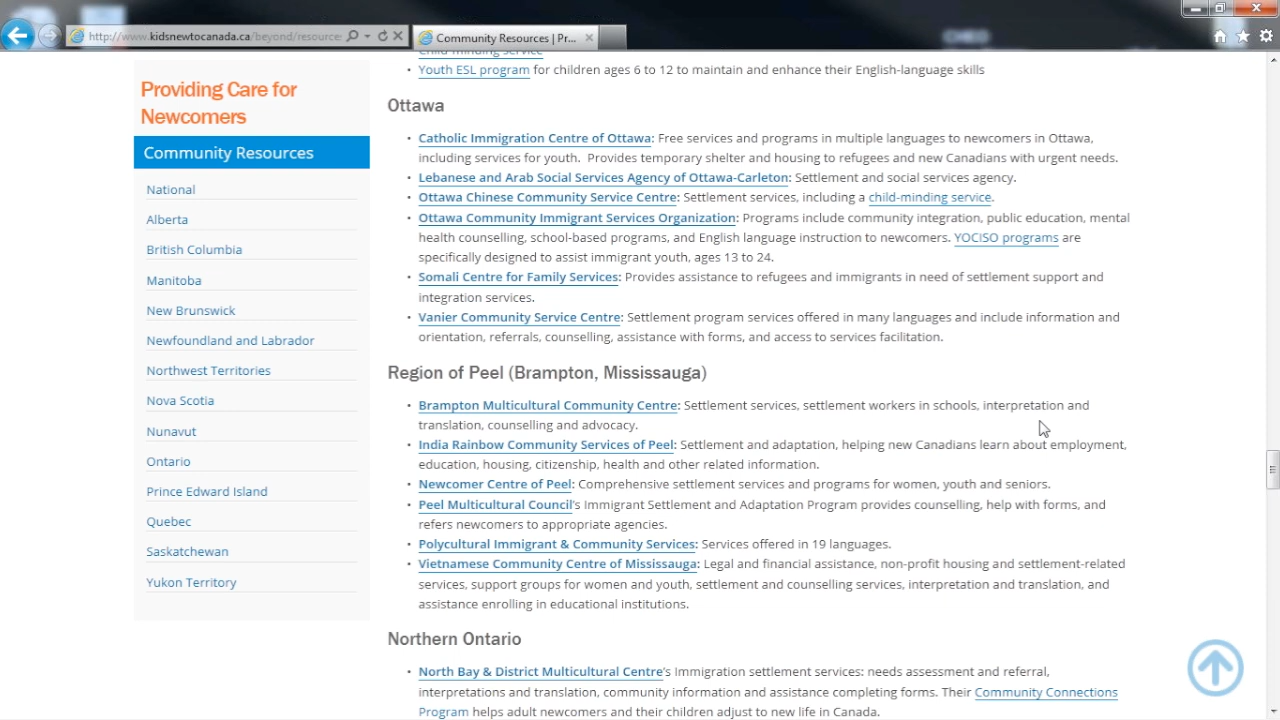 http://www.kidsnewtocanada.ca/beyond/resource
Community Resources | Pr...
Providing Care for
Newcomers
Community Resources
National
Alberta
British Columbia
Manitoba
New Brunswick
Newfoundland and Labrador
Northwest Territories
Nova Scotia
Nunavut
Ontario
Prince Edward Island
Quebec
Saskatchewan
Yukon Territory
Child-minding service
• Youth ESL program for children ages 6 to 12 to maintain and enhance their English-language skills
Ottawa
• Catholic Immigration Centre of Ottawa: Free services and programs in multiple languages to newcomers in Ottawa,
including services for youth. Provides temporary shelter and housing to refugees and new Canadians with urgent needs.
• Lebanese and Arab Social Services Agency of Ottawa-Carleton: Settlement and social services agency.
• Ottawa Chinese Community Service Centre: Settlement services, including a child-minding service.
• Ottawa Community Immigrant Services Organization: Programs include community integration, public education, mental
health counselling, school-based programs, and English language instruction to newcomers. YOCISO programs are
specifically designed to assist immigrant youth, ages 13 to 24.
• Somali Centre for Family Services: Provides assistance to refugees and immigrants in need of settlement support and
integration services.
• Vanier Community Service Centre: Settlement program services offered in many languages and include information and
orientation, referrals, counselling, assistance with forms, and access to services facilitation.
Region of Peel (Brampton, Mississauga)
• Brampton Multicultural Community Centre: Settlement services, settlement workers in schools, interpretation and
translation, counselling and advocacy.
• India Rainbow Community Services of Peel: Settlement and adaptation, helping new Canadians learn about employment,
education, housing, citizenship, health and other related information.
• Newcomer Centre of Peel: Comprehensive settlement services and programs for women, youth and seniors.
• Peel Multicultural Council's Immigrant Settlement and Adaptation Program provides counselling, help with forms, and
refers newcomers to appropriate agencies.
• Polycultural Immigrant & Community Services: Services offered in 19 languages.
• Vietnamese Community Centre of Mississauga: Legal and financial assistance, non-profit housing and settlement-related
services, support groups for women and youth, settlement and counselling services, interpretation and translation, and
assistance enrolling in educational institutions.
Northern Ontario
• North Bay & District Multicultural Centre's Immigration settlement services: needs assessment and referral,
interpretations and translation, community information and assistance completing forms. Their Community Connections
Program helps adult newcomers and their children adjust to new life in Canada.